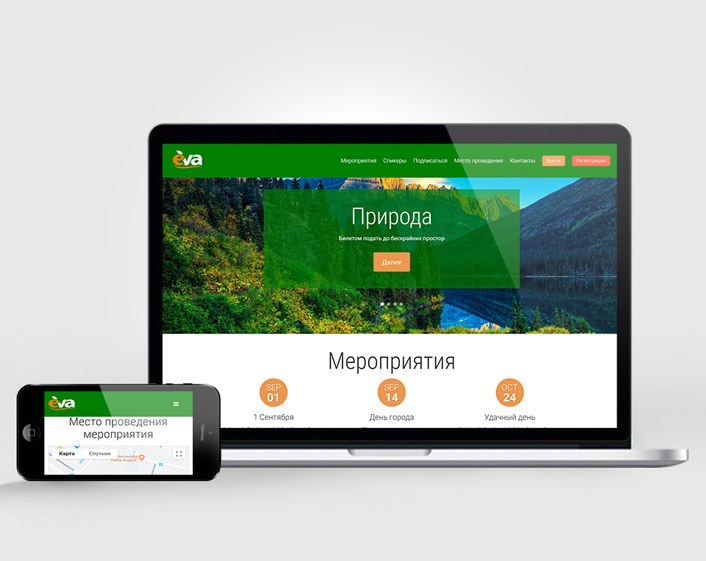 èva
Мероприятия Спикеры Подписаться Место проведения Контакты Войти Регистрация
Природа
Билетом подать до бескрайних простор
Далее
Мероприятия
SEP
01
SEP
14
OCT
24
1 Сентября
День города
Удачный день
èva
Место проведения
мероприятия
Карта Спутник